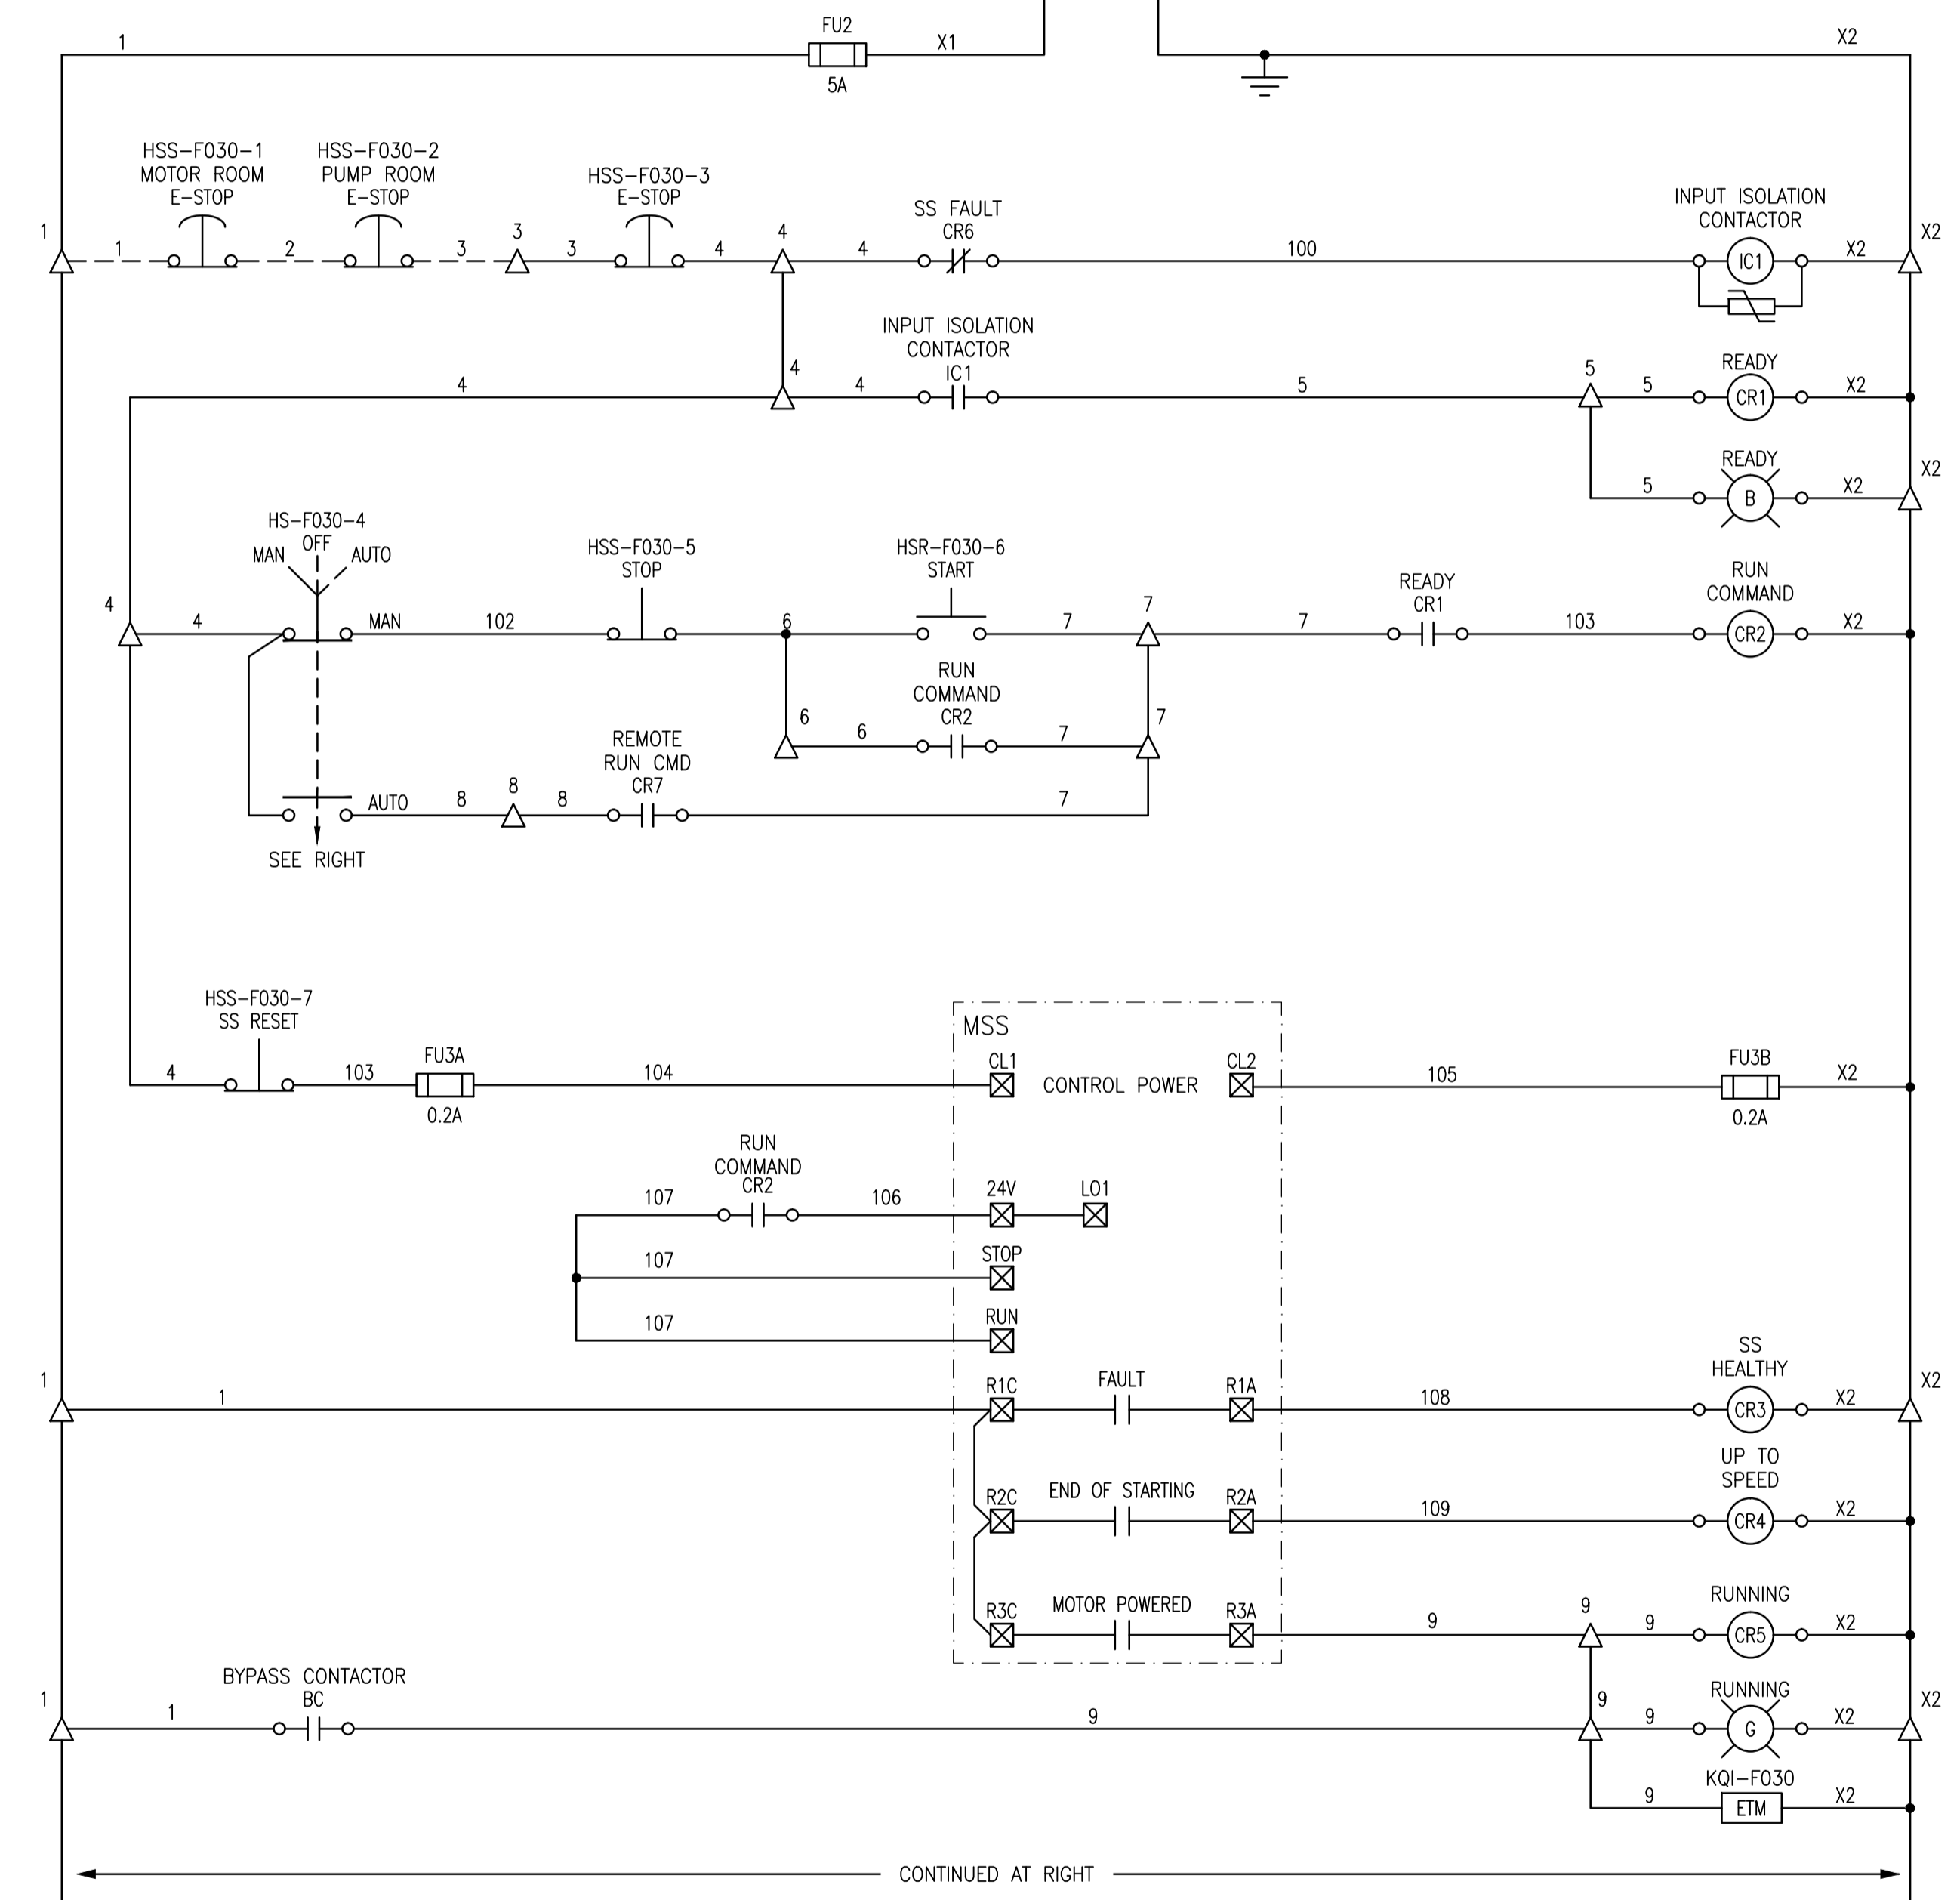 FU2
1
X1
X2
5A
HSS-F030-1
MOTOR ROOM
E-STOP
HSS-F030-2
PUMP ROOM
E-STOP
HSS-F030-3
E-STOP
SS FAULT
CR6
INPUT ISOLATION
CONTACTOR
1
1
2
3
3
3
4
4
4
100
IC1
X2
X2
INPUT ISOLATION
CONTACTOR
IC1
4
4
4
5
5
5
READY
CR1
X2
READY
5
B
X2
X2
HS-F030-4
OFF
MAN
AUTO
HSS-F030-5
STOP
HSR-F030-6
START
READY
CR1
RUN
COMMAND
4
4
MAN
102
6
7
7
7
103
CR2
X2
RUN
COMMAND
CR2
6
6
7
7
REMOTE
RUN CMD
CR7
AUTO
8
8
8
7
SEE RIGHT
HSS-F030-7
SS RESET
MSS
4
103
FU3A
0.2A
104
CL1
CONTROL POWER
CL2
105
FU3B
0.2A
X2
RUN
COMMAND
CR2
107
106
24V
LO1
107
STOP
107
RUN
SS
HEALTHY
1
1
R1C
FAULT
R1A
108
CR3
X2
X2
UP TO
SPEED
R2C
END OF STARTING
R2A
109
CR4
X2
RUNNING
R3C
MOTOR POWERED
R3A
9
9
9
CR5
X2
BYPASS CONTACTOR
BC
RUNNING
1
1
9
9
9
G
X2
X2
KQI-F030
9
ETM
X2
CONTINUED AT RIGHT